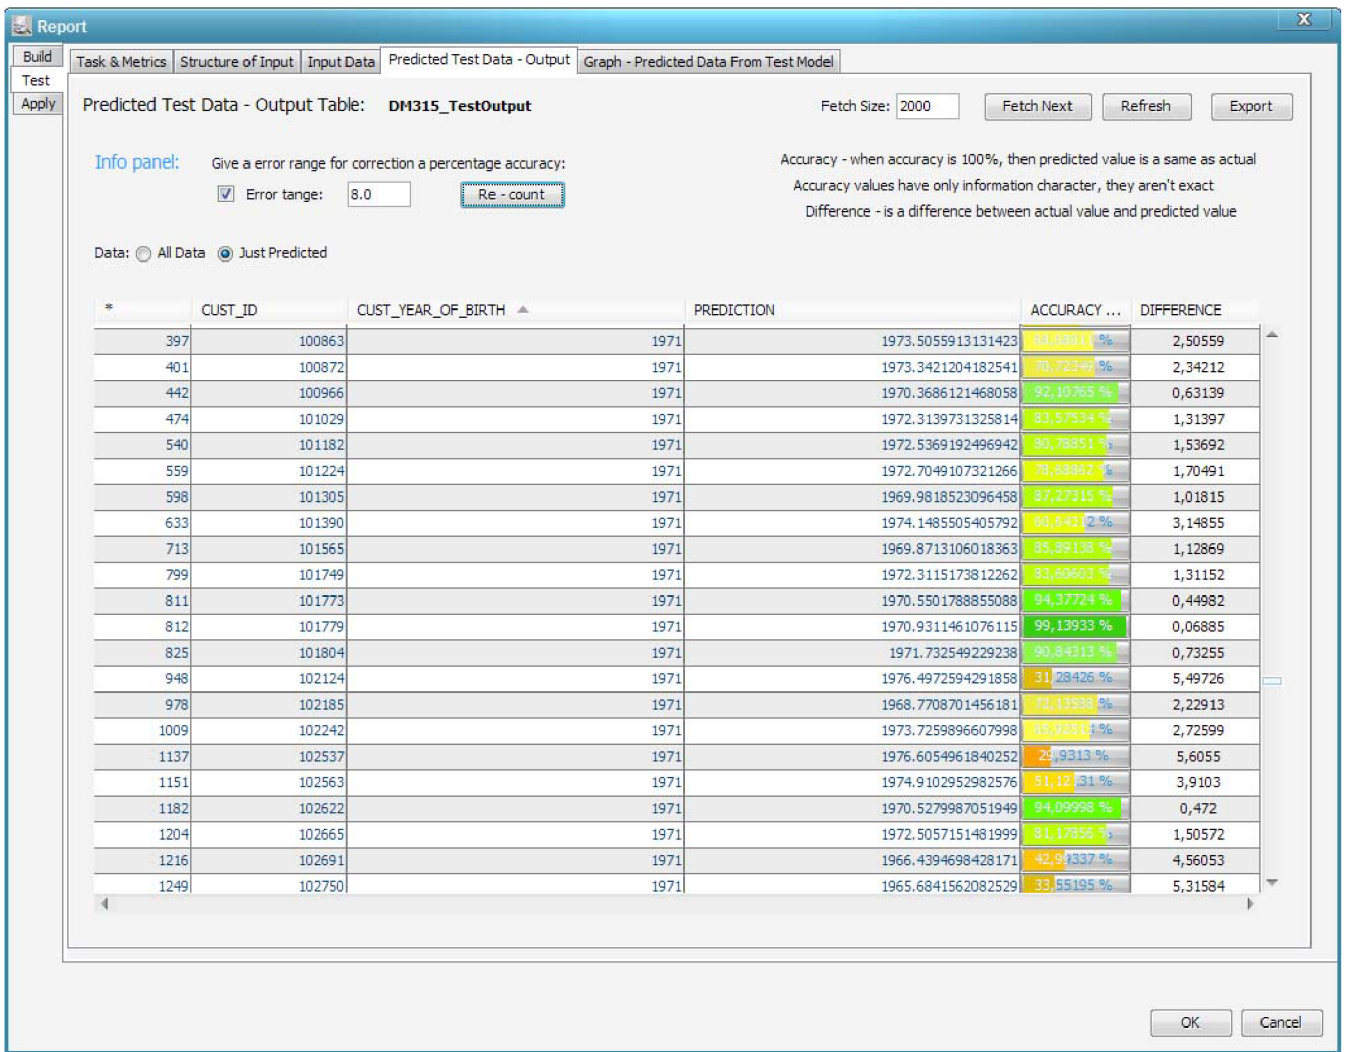 Report
X
Build
Test
Apply
Task & Metrics Structure of Input Input Data Predicted Test Data - Output Graph - Predicted Data From Test Model
Predicted Test Data - Output Table: DM315_TestOutput Fetch Size: 2000 Fetch Next Refresh Export
Info panel: Give a error range for correction a percentage accuracy:
Error tange: 8.0 Re - count
Accuracy - when accuracy is 100%, then predicted value is a same as actual
Accuracy values have only information character, they aren't exact
Difference - is a difference between actual value and predicted value
Data: All Data Just Predicted
* CUST_ID CUST_YEAR_OF_BIRTH PREDICTION ACCURACY ... DIFFERENCE
397 100863 1971 1973.5055913131423 % 2,50559
401 100872 1971 1973.3421204182541 70,72349 % 2,34212
442 100966 1971 1970.3686121468058 92,10765 % 0,63139
474 101029 1971 1972.3139731325814 83,57534 % 1,31397
540 101182 1971 1972.5369192496942 80,78851 % 1,53692
559 101224 1971 1972.7049107321266 78,68862 % 1,70491
598 101305 1971 1969.9818523096458 87,27315 % 1,01815
633 101390 1971 1974.1485505405792 60,64312 % 3,14855
713 101565 1971 1969.8713106018363 85,89138 % 1,12869
799 101749 1971 1972.3115173812262 83,60603 % 1,31152
811 101773 1971 1970.5501788855088 94,37724 % 0,44982
812 101779 1971 1970.9311461076115 99,13933 % 0,06885
825 101804 1971 1971.732549229238 90,84313 % 0,73255
948 102124 1971 1976.4972594291858 31,28426 % 5,49726
978 102185 1971 1968.7708701456181 72,13588 % 2,22913
1009 102242 1971 1973.7259896607998 % 2,72599
1137 102537 1971 1976.6054961840252 29,9313 % 5,6055
1151 102563 1971 1974.9102952982576 51,12131 % 3,9103
1182 102622 1971 1970.5279987051949 94,09998 % 0,472
1204 102665 1971 1972.5057151481999 81,17856 % 1,50572
1216 102691 1971 1966.4394698428171 42,99337 % 4,56053
1249 102750 1971 1965.6841562082529 33,55195 % 5,31584
OK Cancel